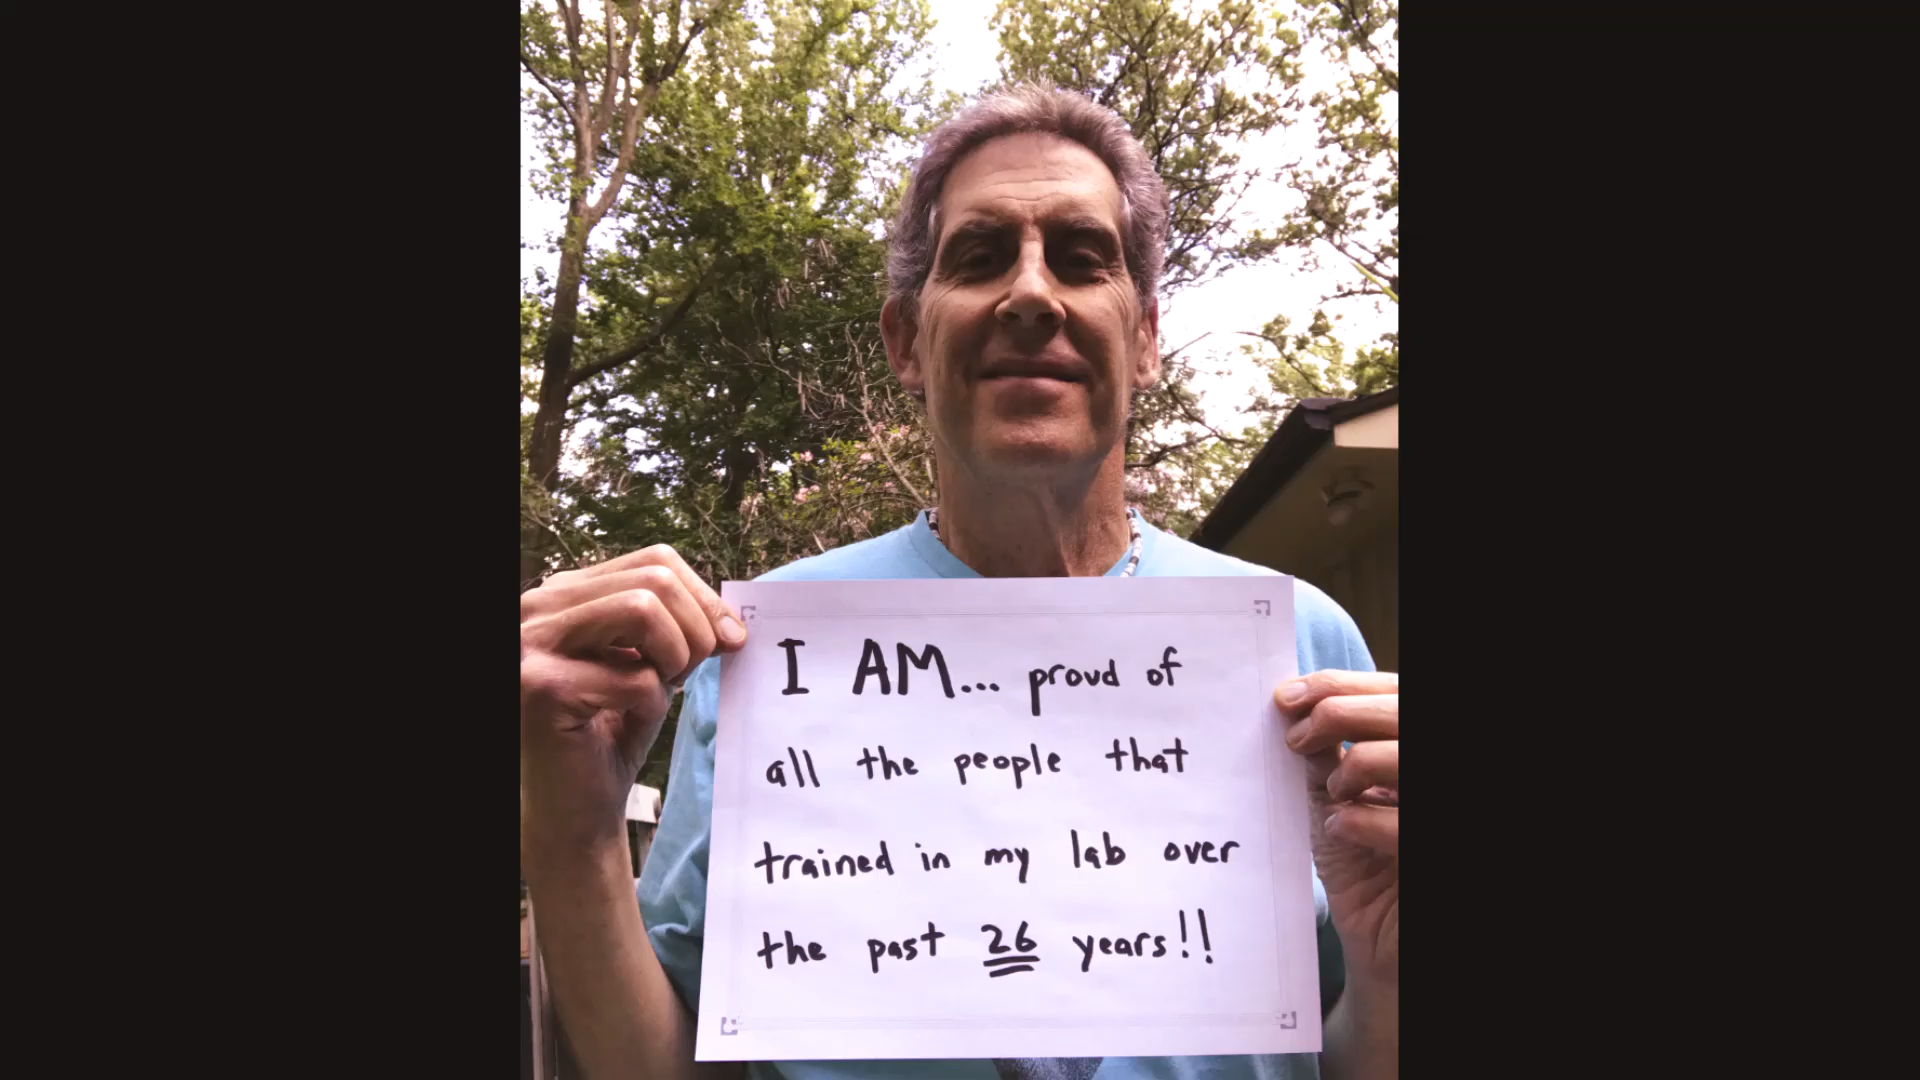 I AM... proud of
all the people that
trained in my lab over
the past 26 years!!